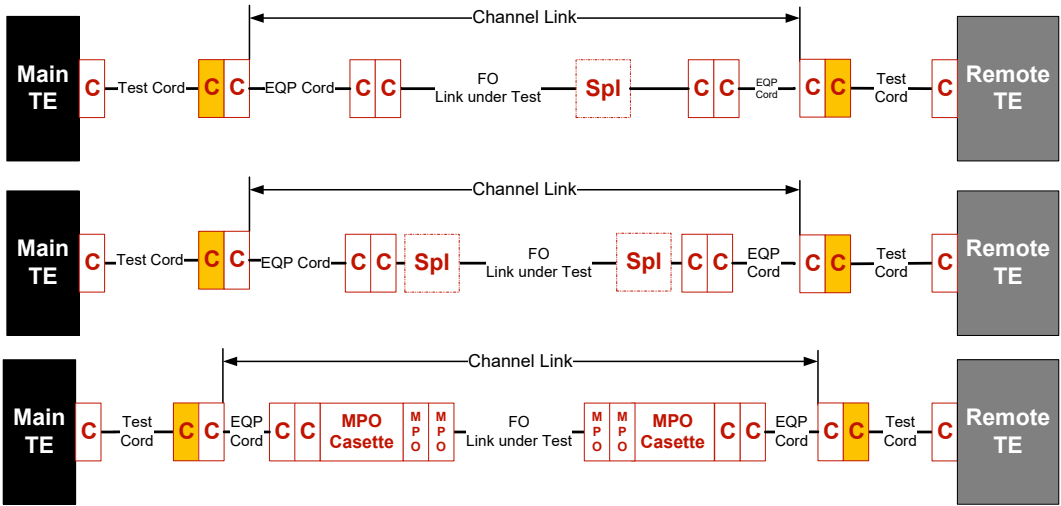 Channel Link
Main
TE
C
Test Cord
C C
EQP Cord
C C
FO
Link under Test
Spl
C C
EQP
Cord
C C
Test
Cord
C
Remote
TE
Channel Link
Main
TE
C
Test Cord
C C
EQP Cord
C C
Spl
FO
Link under Test
Spl
C C
EQP
Cord
C C
Test
Cord
C
Remote
TE
Channel Link
Main
TE
C
Test
Cord
C C
EQP
Cord
C C
MPO
Casette
MPO
MPO
FO
Link under Test
MPO
MPO
MPO
Casette
C C
EQP
Cord
C C
Test
Cord
C
Remote
TE